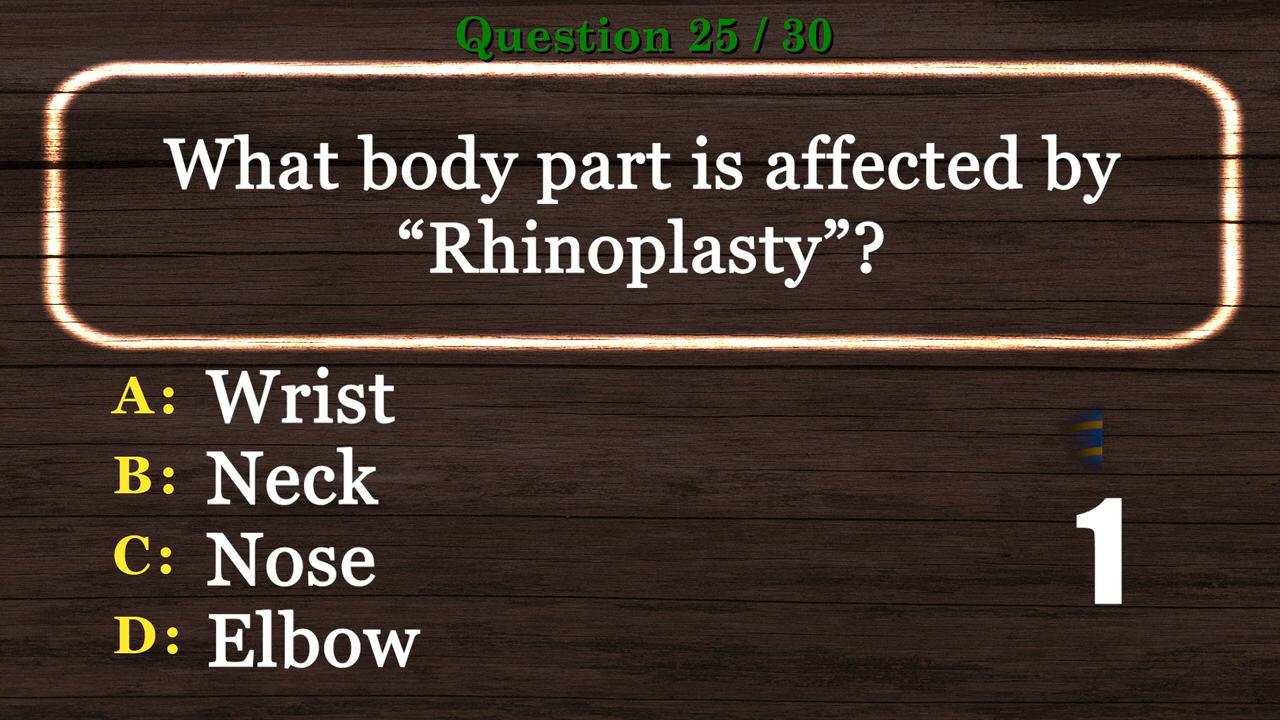 Question 25 / 30
What body part is affected by
“Rhinoplasty”?
A: Wrist
B: Neck
C: Nose
D: Elbow
1